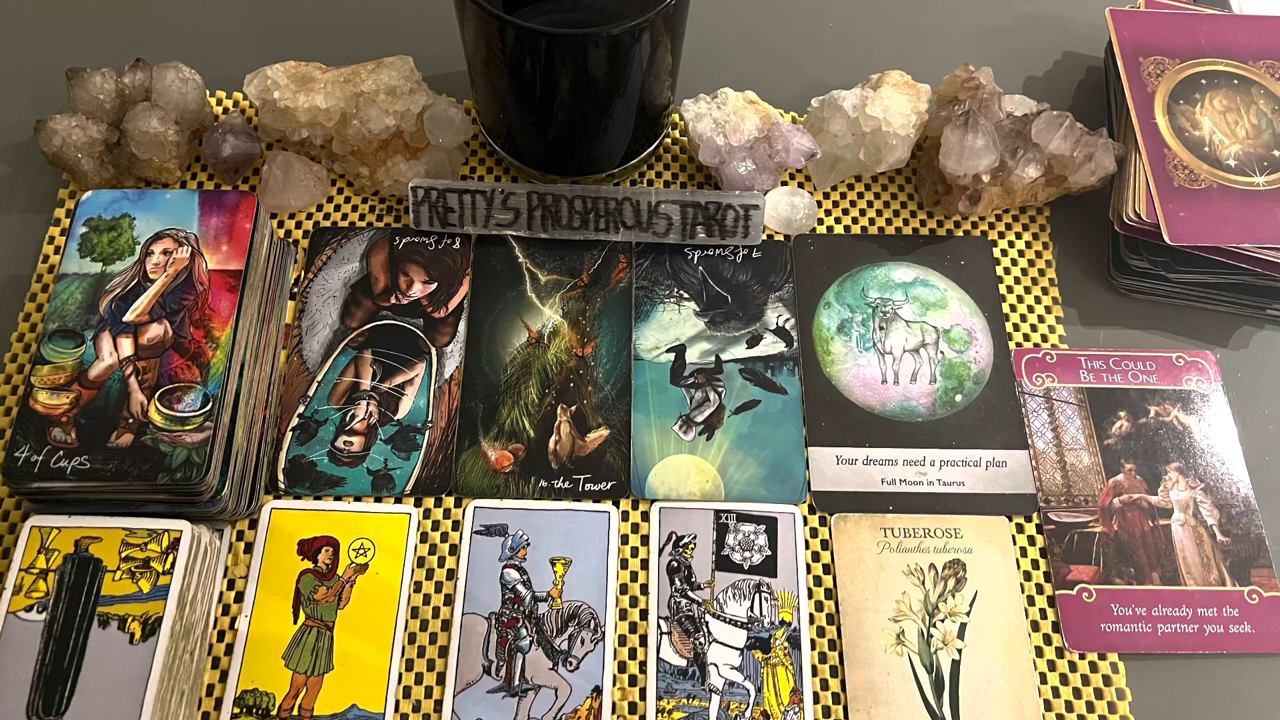 PRETTY'S PROSPEROUS TAROT
4 of Cups
8 of Swords
16. the Tower
7 of Swords
Your dreams need a practical plan
Full Moon in Taurus
THIS COULD
BE THE ONE
You've already met the
romantic partner you seek.
XIII
TUBEROSE
Polianthes tuberosa